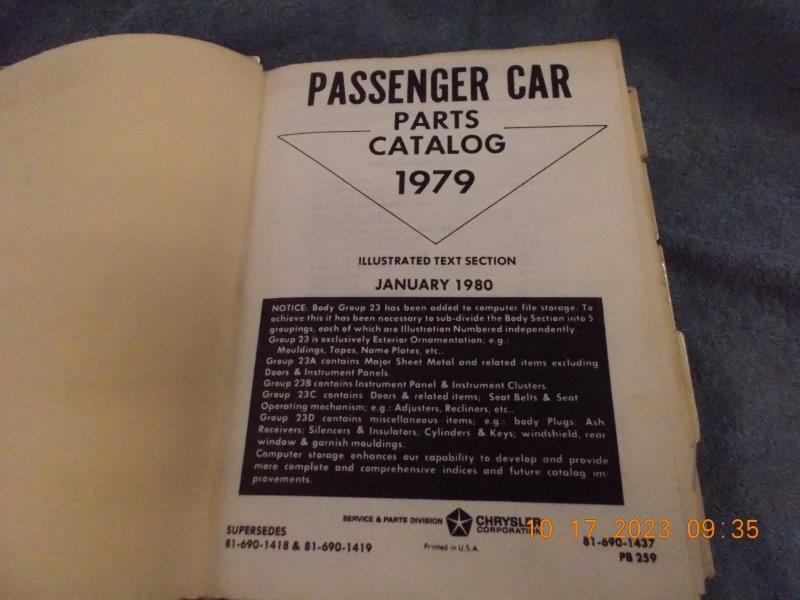 PASSENGER CAR
PARTS
CATALOG
1979
ILLUSTRATED TEXT SECTION
JANUARY 1980
NOTICE: Body Group 23 has been added to computer file storage. To
achieve this it has been necessary to sub-divide the Body Section into 5
groupings, each of which are Illustration Numbered independently.
Group 23 is exclusively Exterior Ornamentation; e.g.:
Mouldings, Tapes, Name Plates, etc..
Group 23A contains Major Sheet Metal and related items excluding
Doors & Instrument Panels.
Group 23B contains Instrument Panel & Instrument Clusters.
Group 23C contains Doors & related items; Seat Belts & Seat
Operating mechanism; e.g.: Adjusters, Recliners, etc..
Group 23D contains miscellaneous items; e.g.: body Plugs: Ash
Receivers; Silencers & Insulators; Cylinders & Keys; windshield, rear
window & garnish mouldings.
Computer storage enhances our capability to develop and provide
more complete and comprehensive indices and future catalog im-
provements.
SERVICE & PARTS DIVISION CHRYSLER CORPORATION
SUPERSEDES
81-690-1418 & 81-690-1419
Printed in U.S.A.
81-690-1437
PB 259
10.17.2023 09:35